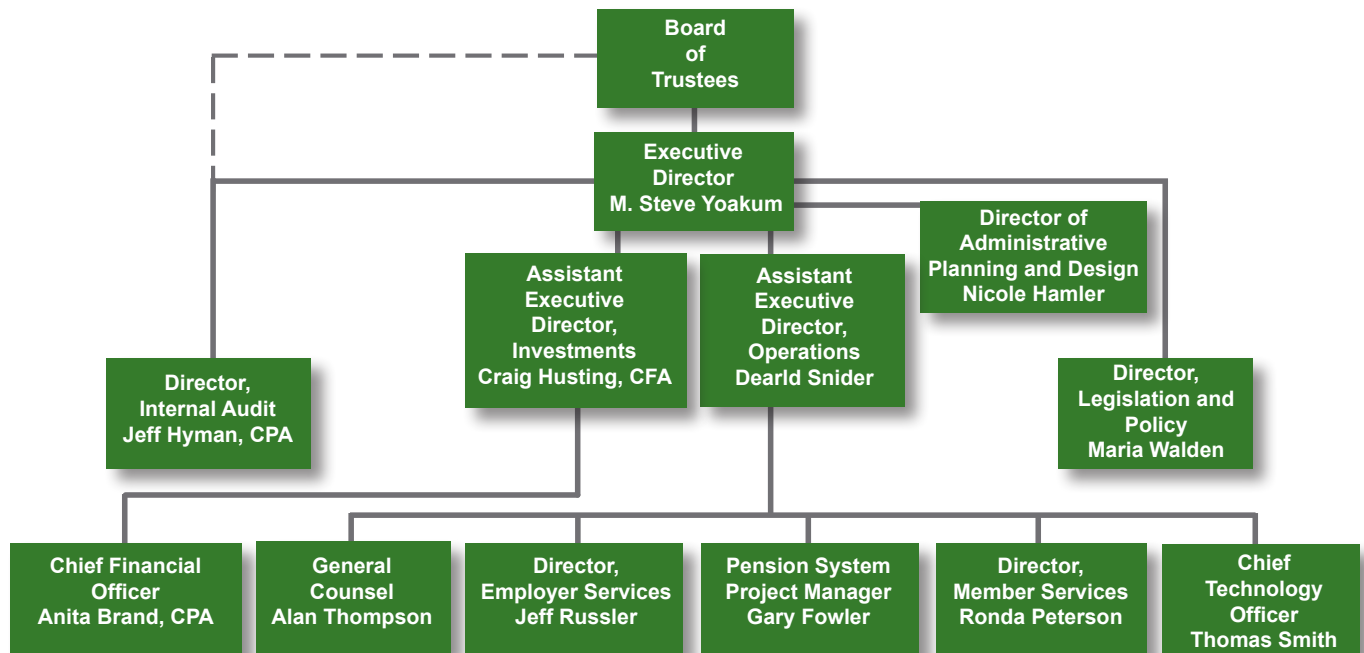 Board
of
Trustees
Executive
Director
M. Steve Yoakum
Director of
Administrative
Planning and Design
Nicole Hamler
Assistant
Executive
Director,
Investments
Craig Husting, CFA
Assistant
Executive
Director,
Operations
Dearld Snider
Director,
Internal Audit
Jeff Hyman, CPA
Director,
Legislation and
Policy
Maria Walden
Chief Financial
Officer
Anita Brand, CPA
General
Counsel
Alan Thompson
Director,
Employer Services
Jeff Russler
Pension System
Project Manager
Gary Fowler
Director,
Member Services
Ronda Peterson
Chief
Technology
Officer
Thomas Smith